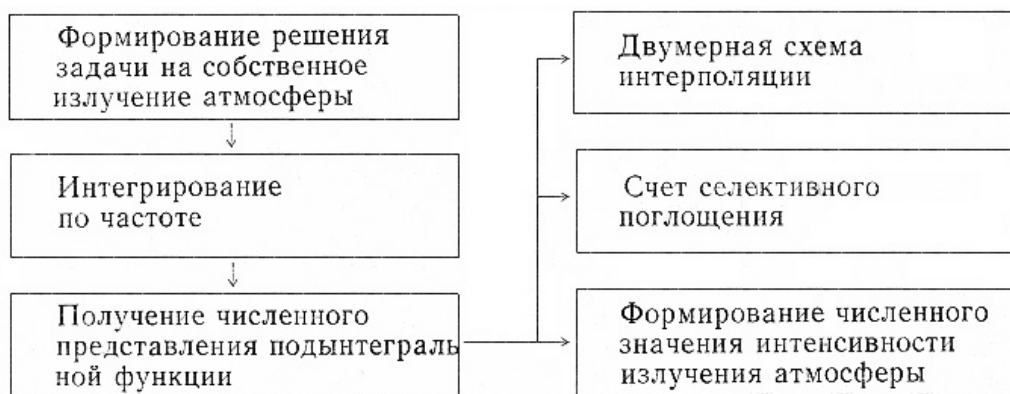 Формирование решения
задачи на собственное
излучение атмосферы
Интегрирование
по частоте
Получение численного
представления подынтеграль
ной функции
Двумерная схема
интерполяции
Счет селективного
поглощения
Формирование численного
значения интенсивности
излучения атмосферы